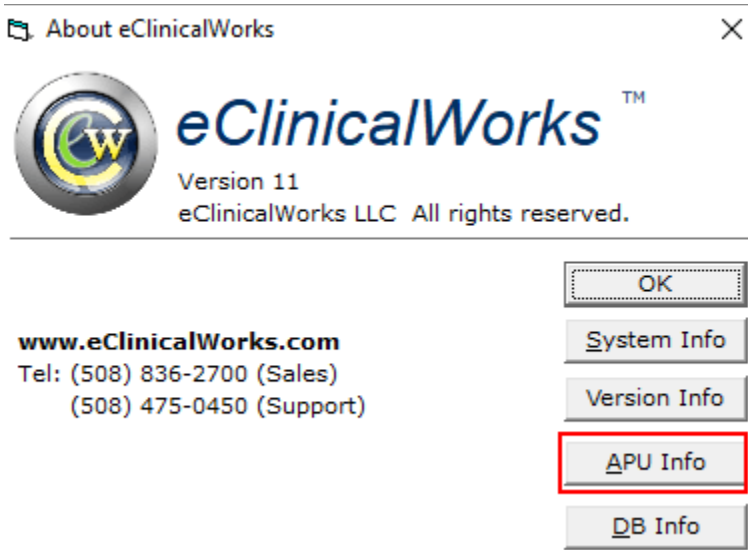 About eClinicalWorks
eCw
eClinicalWorks ™
Version 11
eClinicalWorks LLC All rights reserved.
OK
www.eClinicalWorks.com
System Info
Tel: (508) 836-2700 (Sales)
(508) 475-0450 (Support)
Version Info
APU Info
DB Info